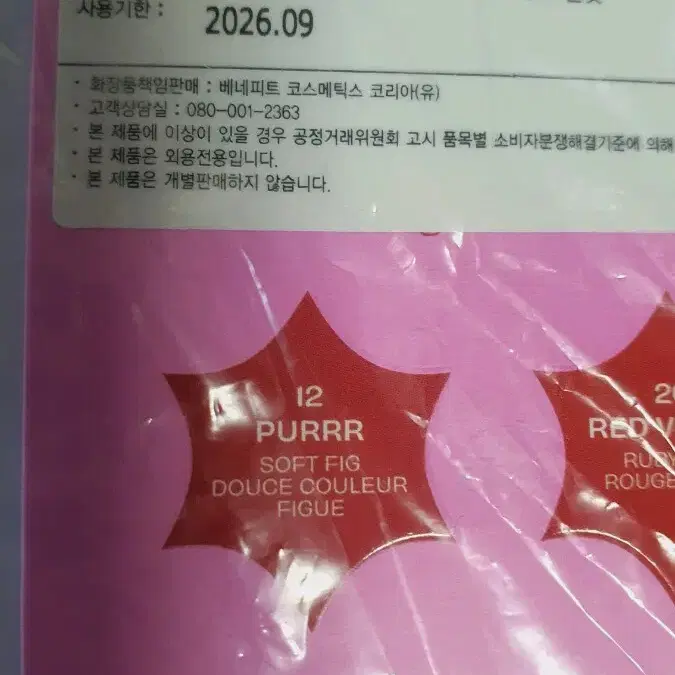 사용기한 :
2026.09
· 화장품책임판매 : 베네피트 코스메틱스 코리아(유)
· 고객상담실 : 080-001-2363
· 본 제품에 이상이 있을 경우 공정거래위원회 고시 품목별 소비자분쟁해결기준에 의해
· 본 제품은 외용전용입니다.
· 본 제품은 개별판매하지 않습니다.
12
PURRR
SOFT FIG
DOUCE COULEUR
FIGUE
RED
ROUGE